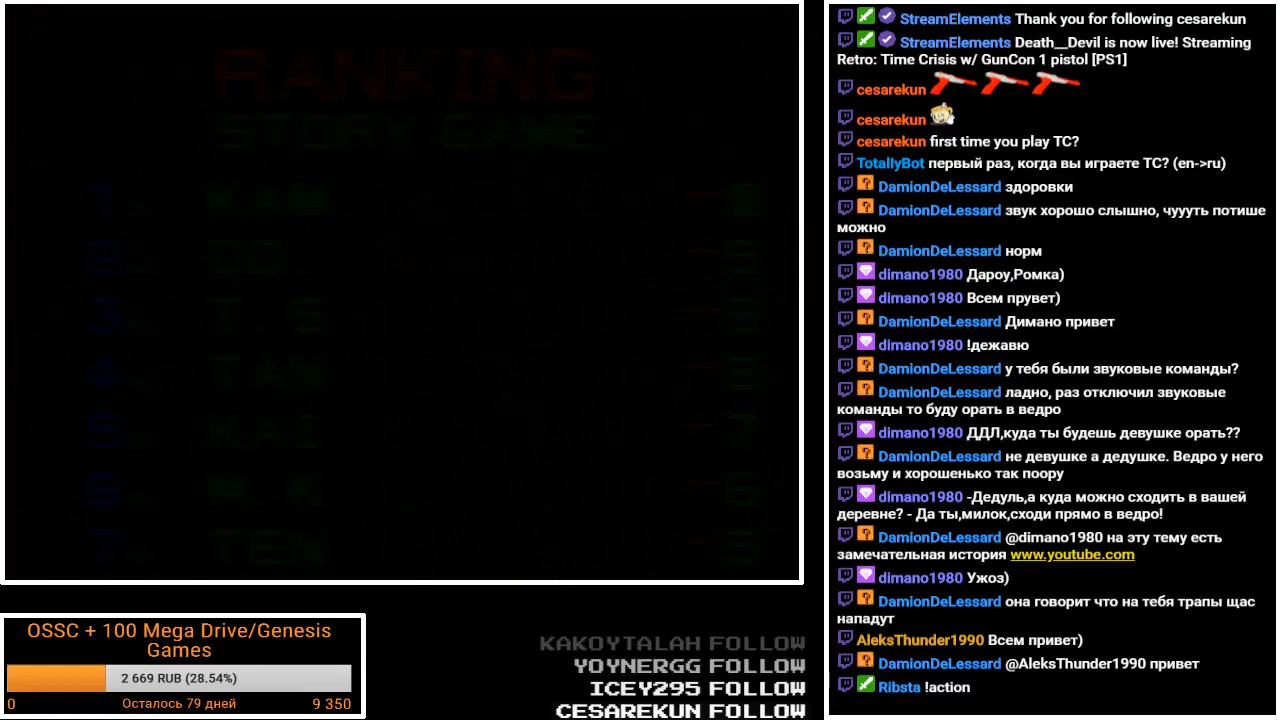 RANKING
STORY GAME
DD
T. S
TAK
KAI
7
M.K
6
7
TEN
5
StreamElements Thank you for following cesarekun
StreamElements Death__Devil is now live! Streaming
Retro: Time Crisis w/ GunCon 1 pistol [PS1]
cesarekun
cesarekun
cesarekun first time you play TC?
TotallyBot первый раз, когда вы играете TC? (en->ru)
DamionDeLessard здоровки
DamionDeLessard звук хорошо слышно, чуууть потише
можно
DamionDeLessard норм
dimano1980 Дароу,Ромка)
dimano1980 Всем прувет)
DamionDeLessard Димано привет
dimano1980 !дежавю
DamionDeLessard у тебя были звуковые команды?
DamionDeLessard ладно, раз отключил звуковые
команды то буду орать в ведро
dimano1980 ДДЛ,куда ты будешь девушке орать??
DamionDeLessard не девушке а дедушке. Ведро у него
возьму и хорошенько так поору
dimano1980 -Дедуль,а куда можно сходить в вашей
деревне? - Да ты,милок,сходи прямо в ведро!
DamionDeLessard @dimano1980 на эту тему есть
замечательная история www.youtube.com
dimano1980 Ужоз)
DamionDeLessard она говорит что на тебя трапы щас
нападут
AleksThunder1990 Всем привет)
DamionDeLessard @AleksThunder1990 привет
Ribsta !action
OSSC + 100 Mega Drive/Genesis
Games
2 669 RUB (28.54%)
0 Осталось 79 дней 9 350
KAKOYTALAH FOLLOW
YOYNERGG FOLLOW
ICEY295 FOLLOW
CESAREKUN FOLLOW